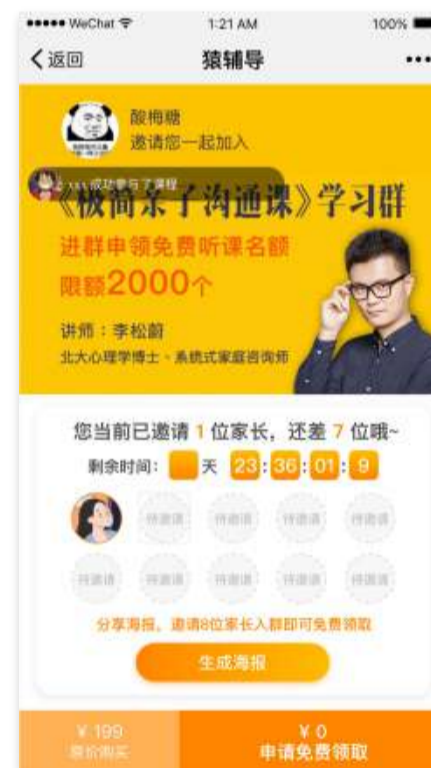 WeChat
1:21 AM
100%
返回
猿辅导
酸梅糖
邀请您一起加入
成功参与了课程
《极简亲子沟通课》学习群
进群申领免费听课名额
限额2000个
讲师：李松蔚
北大心理学博士、系统式家庭咨询师
您当前已邀请 1 位家长，还差 7 位哦~
剩余时间： 天 23:36:01:9
待邀请 待邀请 待邀请 待邀请
待邀请 待邀请 待邀请 待邀请 待邀请
分享海报，邀请8位家长入群即可免费领取
生成海报
¥ 199
原价购买
¥ 0
申请免费领取